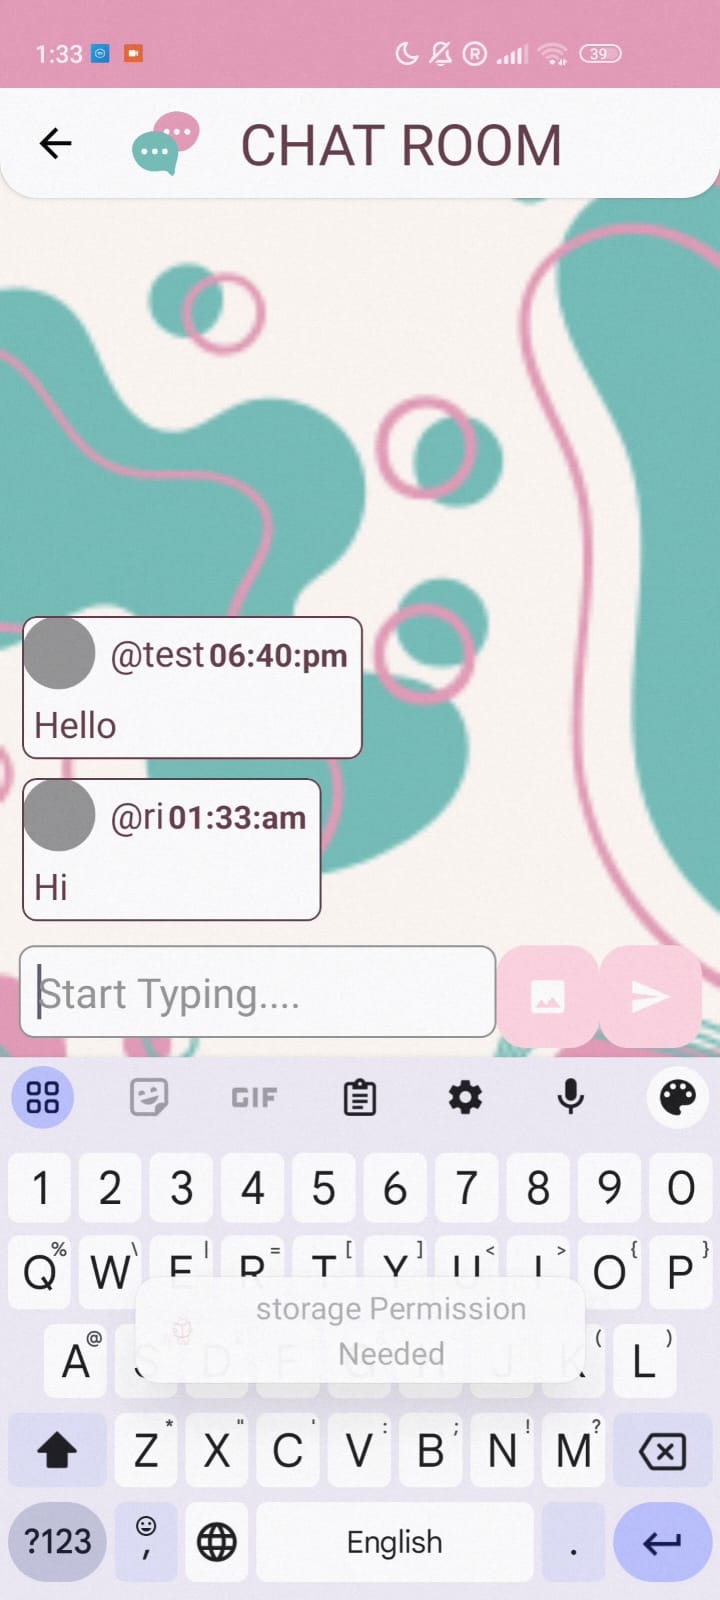 1:33 R 39
CHAT ROOM
@test 06:40:pm
Hello
@ri 01:33:am
Hi
Start Typing....
GIF
1 2 3 4 5 6 7 8 9 0
Q % W \ E | R = T [ Y ] U < I > O { P }
storage Permission
Needed
A @ S D F G H J K ( L )
Z * X " C ' V : B ; N ! M ?
?123 , English .